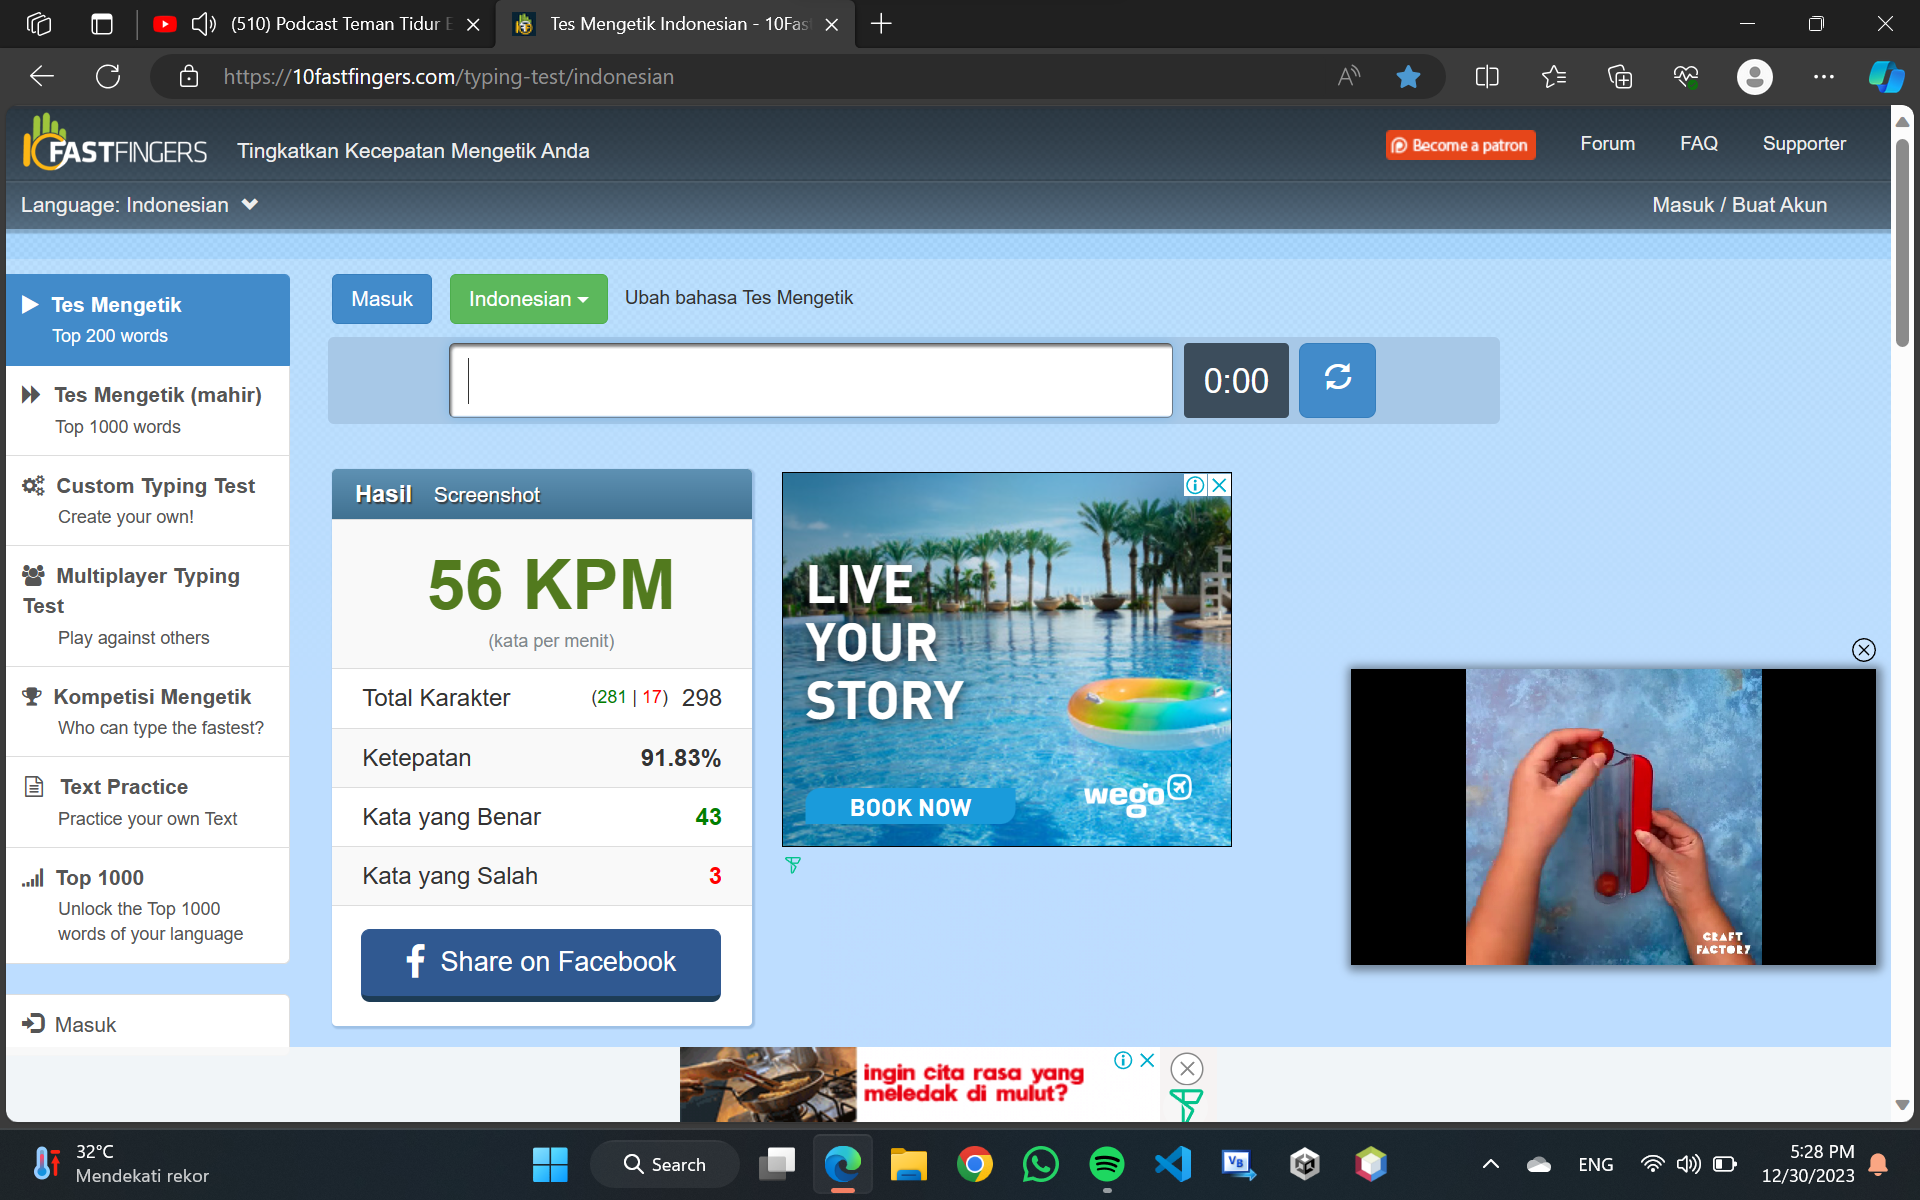 (510) Podcast Teman Tidur E
Tes Mengetik Indonesian - 10Fas
https://10fastfingers.com/typing-test/indonesian
FASTFINGERS
Tingkatkan Kecepatan Mengetik Anda
Become a patron
Forum
FAQ
Supporter
Language: Indonesian
Masuk / Buat Akun
Tes Mengetik
Top 200 words
Tes Mengetik (mahir)
Top 1000 words
Custom Typing Test
Create your own!
Multiplayer Typing
Test
Play against others
Kompetisi Mengetik
Who can type the fastest?
Text Practice
Practice your own Text
Top 1000
Unlock the Top 1000
words of your language
Masuk
Masuk
Indonesian
Ubah bahasa Tes Mengetik
0:00
Hasil Screenshot
56 KPM
(kata per menit)
Total Karakter (281 | 17) 298
Ketepatan 91.83%
Kata yang Benar 43
Kata yang Salah 3
Share on Facebook
LIVE
YOUR
STORY
BOOK NOW
wego
CRAFT
FACTORY
ingin cita rasa yang
meledak di mulut?
32°C
Mendekati rekor
Search
VB
ENG
5:28 PM
12/30/2023